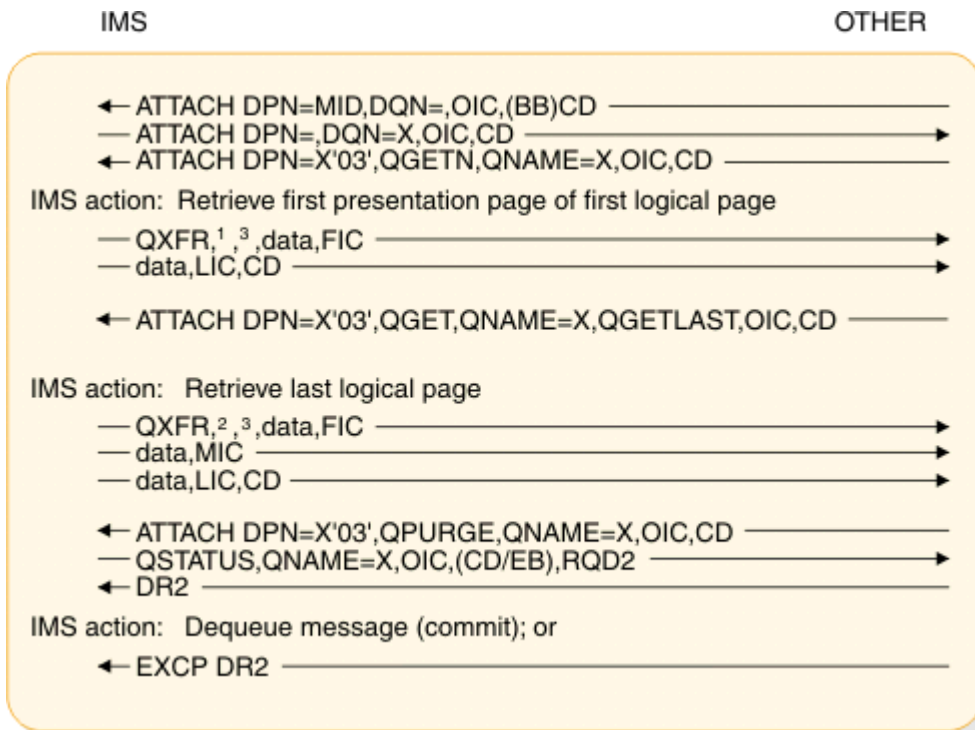 IMS OTHER
ATTACH DPN=MID,DQN=,OIC,(BB)CD
ATTACH DPN=,DQN=X,OIC,CD
ATTACH DPN=X'03',QGETN,QNAME=X,OIC,CD
IMS action: Retrieve first presentation page of first logical page
QXFR,¹,³,data,FIC
data,LIC,CD
ATTACH DPN=X'03',QGET,QNAME=X,QGETLAST,OIC,CD
IMS action: Retrieve last logical page
QXFR,²,³,data,FIC
data,MIC
data,LIC,CD
ATTACH DPN=X'03',QPURGE,QNAME=X,OIC,CD
QSTATUS,QNAME=X,OIC,(CD/EB),RQD2
DR2
IMS action: Dequeue message (commit); or
EXCP DR2